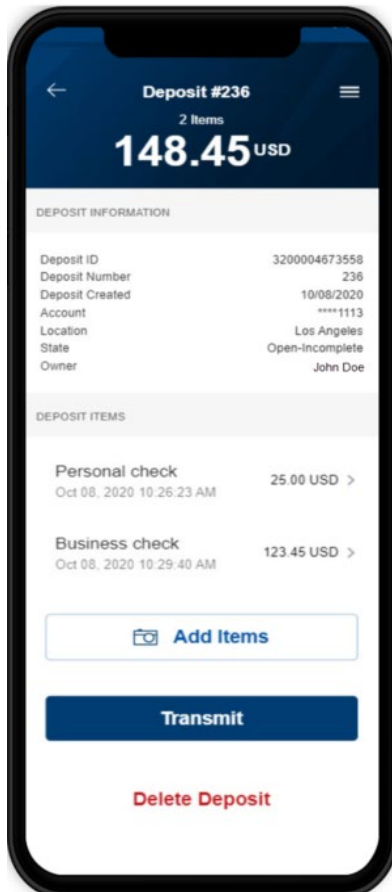 Deposit #236
2 Items
148.45 USD
DEPOSIT INFORMATION
Deposit ID 3200004673558
Deposit Number 236
Deposit Created 10/08/2020
Account ****1113
Location Los Angeles
State Open-Incomplete
Owner John Doe
DEPOSIT ITEMS
Personal check 25.00 USD >
Oct 08, 2020 10:26:23 AM
Business check 123.45 USD >
Oct 08, 2020 10:29:40 AM
Add Items
Transmit
Delete Deposit